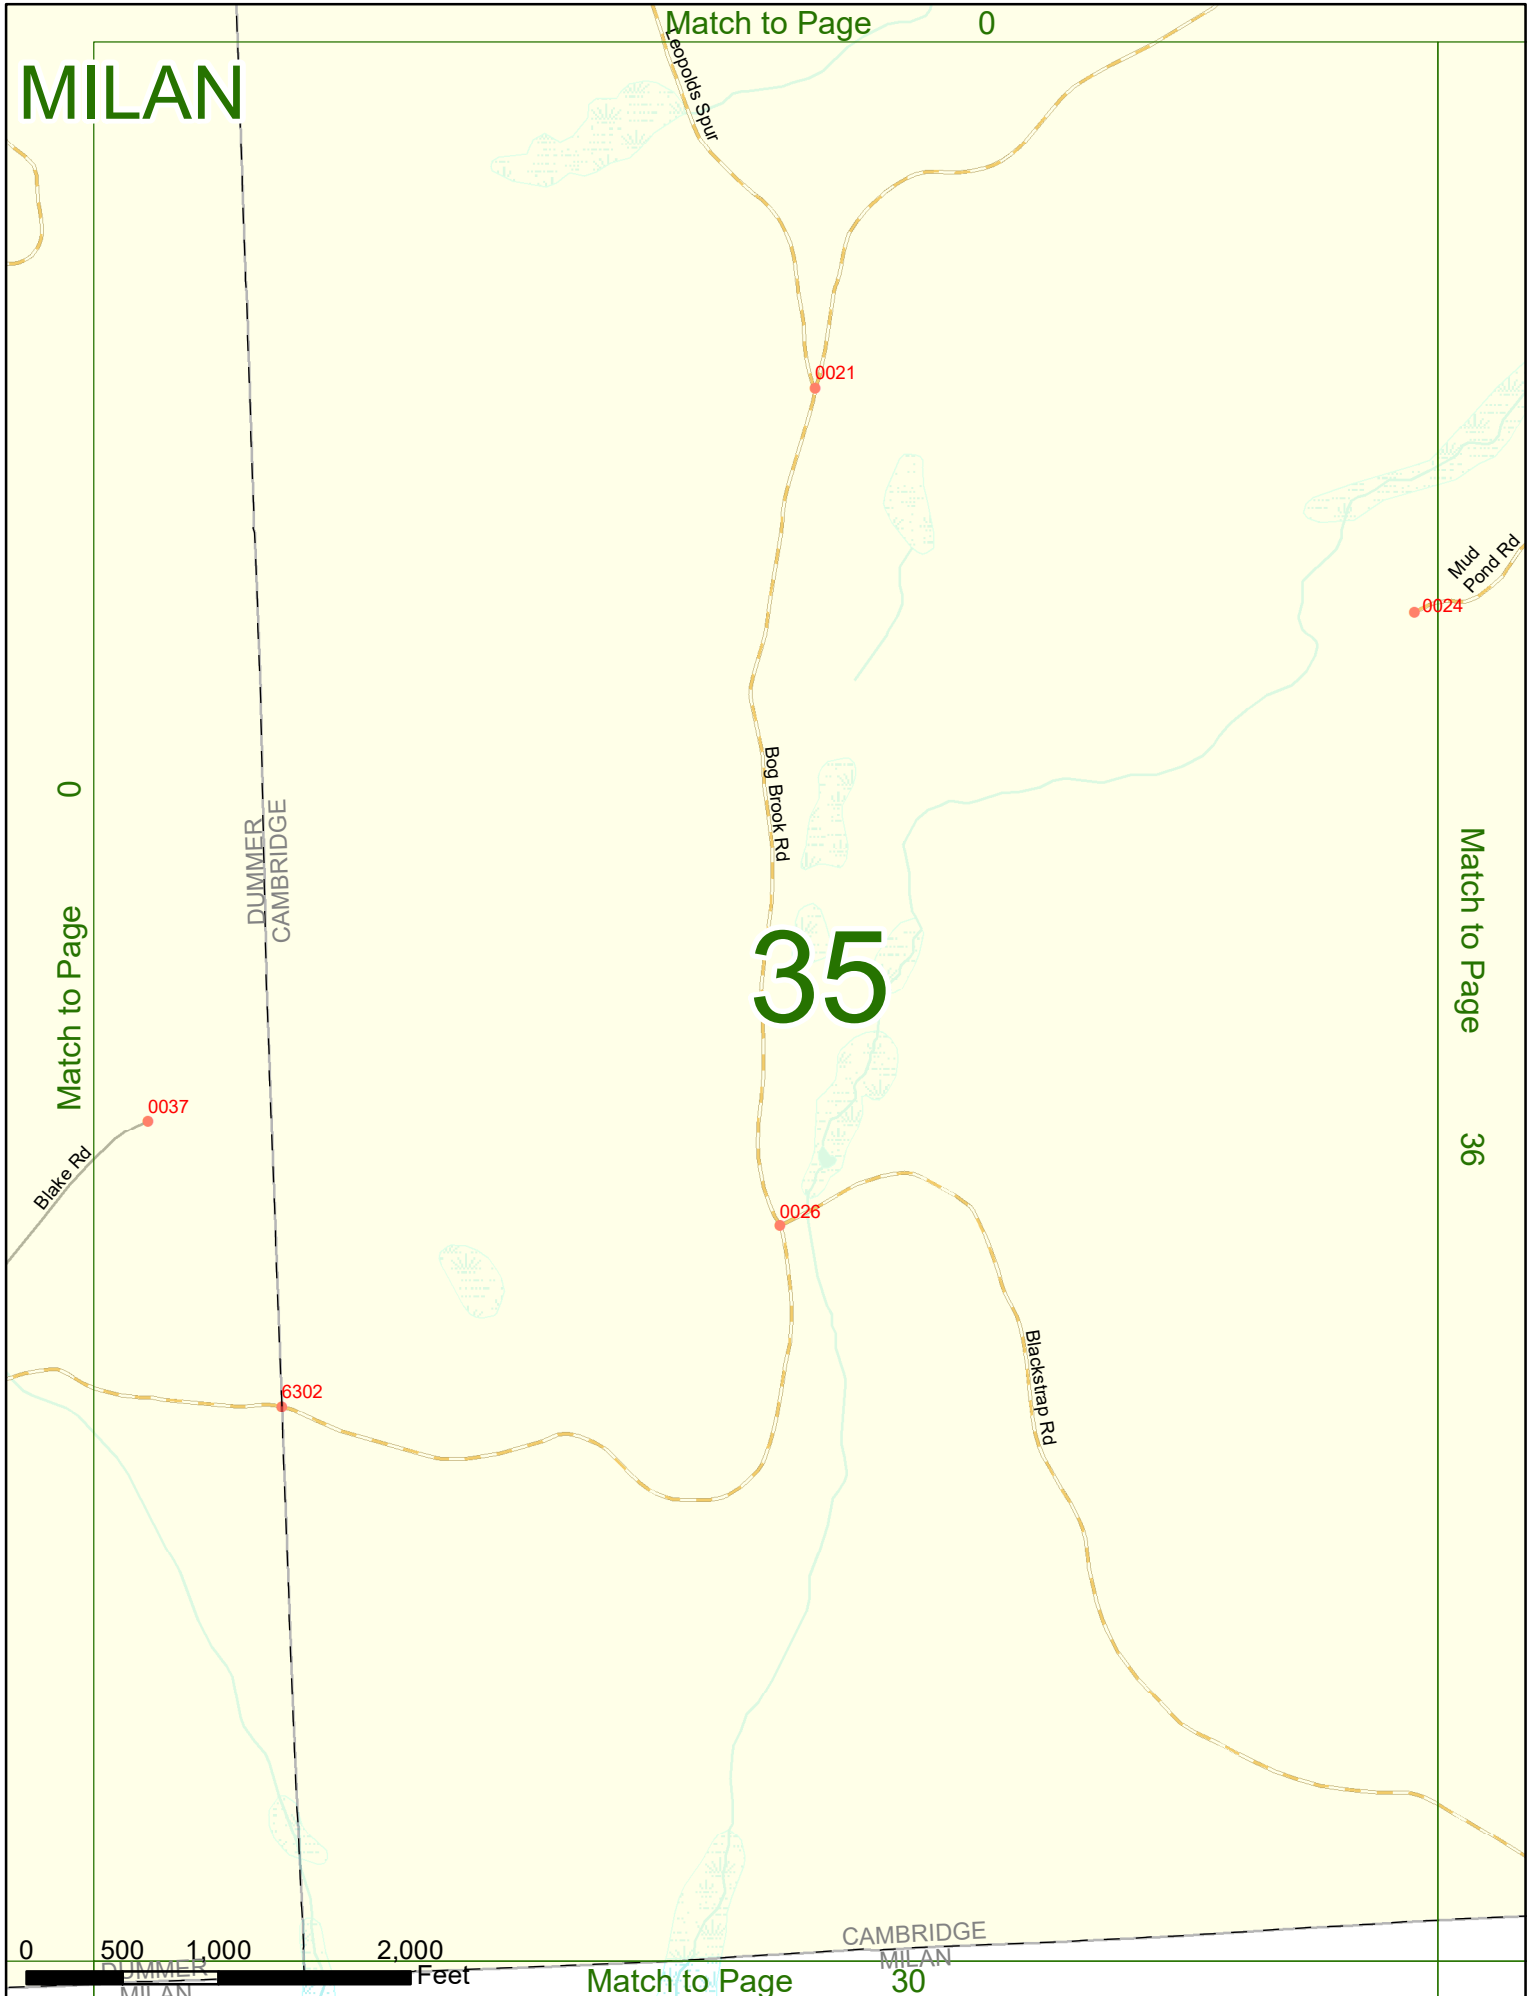 Match to Page 0
MILAN
Leopolds Spur
0021
Mud
Pond Rd
0024
Bog Brook Rd
DUMMER
CAMBRIDGE
Match to Page 0
35
Match to Page 36
0037
Blake Rd
0026
6302
Blackstrap Rd
CAMBRIDGE
MILAN
0 500 1,000 2,000
Feet
DUMMER
MILAN
Match to Page 30